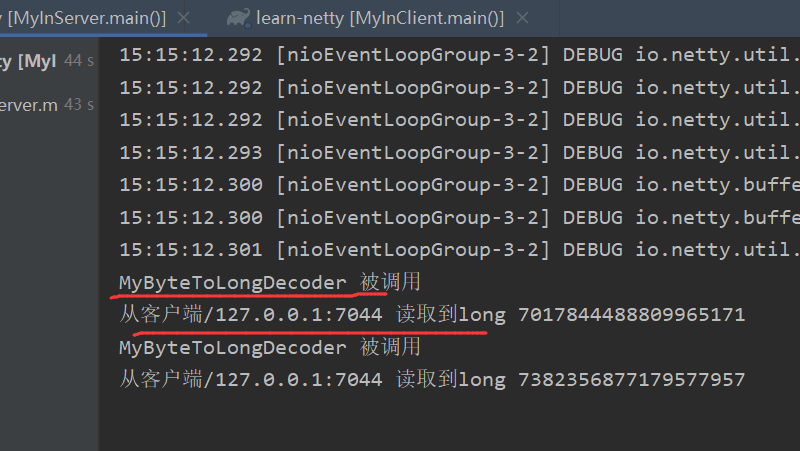 [MyInServer.main()] learn-netty [MyInClient.main()]
ty [MyI 44 s
erver.m 43 s
15:15:12.292 [nioEventLoopGroup-3-2] DEBUG io.netty.util.
15:15:12.292 [nioEventLoopGroup-3-2] DEBUG io.netty.util.
15:15:12.292 [nioEventLoopGroup-3-2] DEBUG io.netty.util.
15:15:12.293 [nioEventLoopGroup-3-2] DEBUG io.netty.util.
15:15:12.300 [nioEventLoopGroup-3-2] DEBUG io.netty.buffe
15:15:12.300 [nioEventLoopGroup-3-2] DEBUG io.netty.buffe
15:15:12.301 [nioEventLoopGroup-3-2] DEBUG io.netty.util.
MyByteToLongDecoder 被调用
从客户端/127.0.0.1:7044 读取到long 7017844488809965171
MyByteToLongDecoder 被调用
从客户端/127.0.0.1:7044 读取到long 7382356877179577957